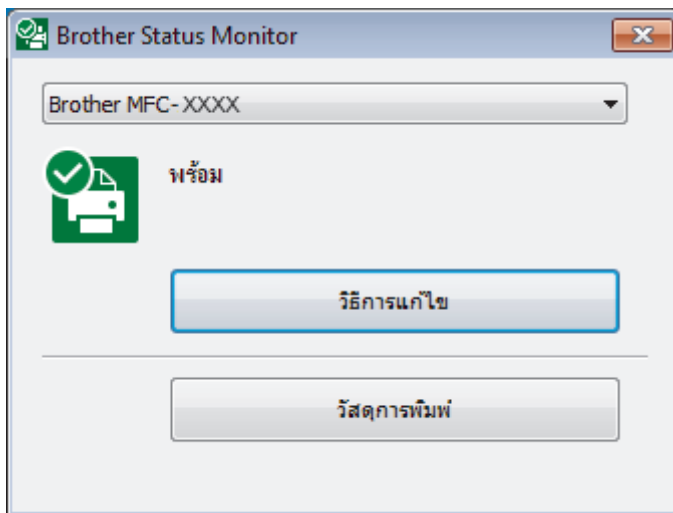 Brother Status Monitor
Brother MFC-XXXX
พร้อม
วิธีการแก้ไข
วัสดุการพิมพ์